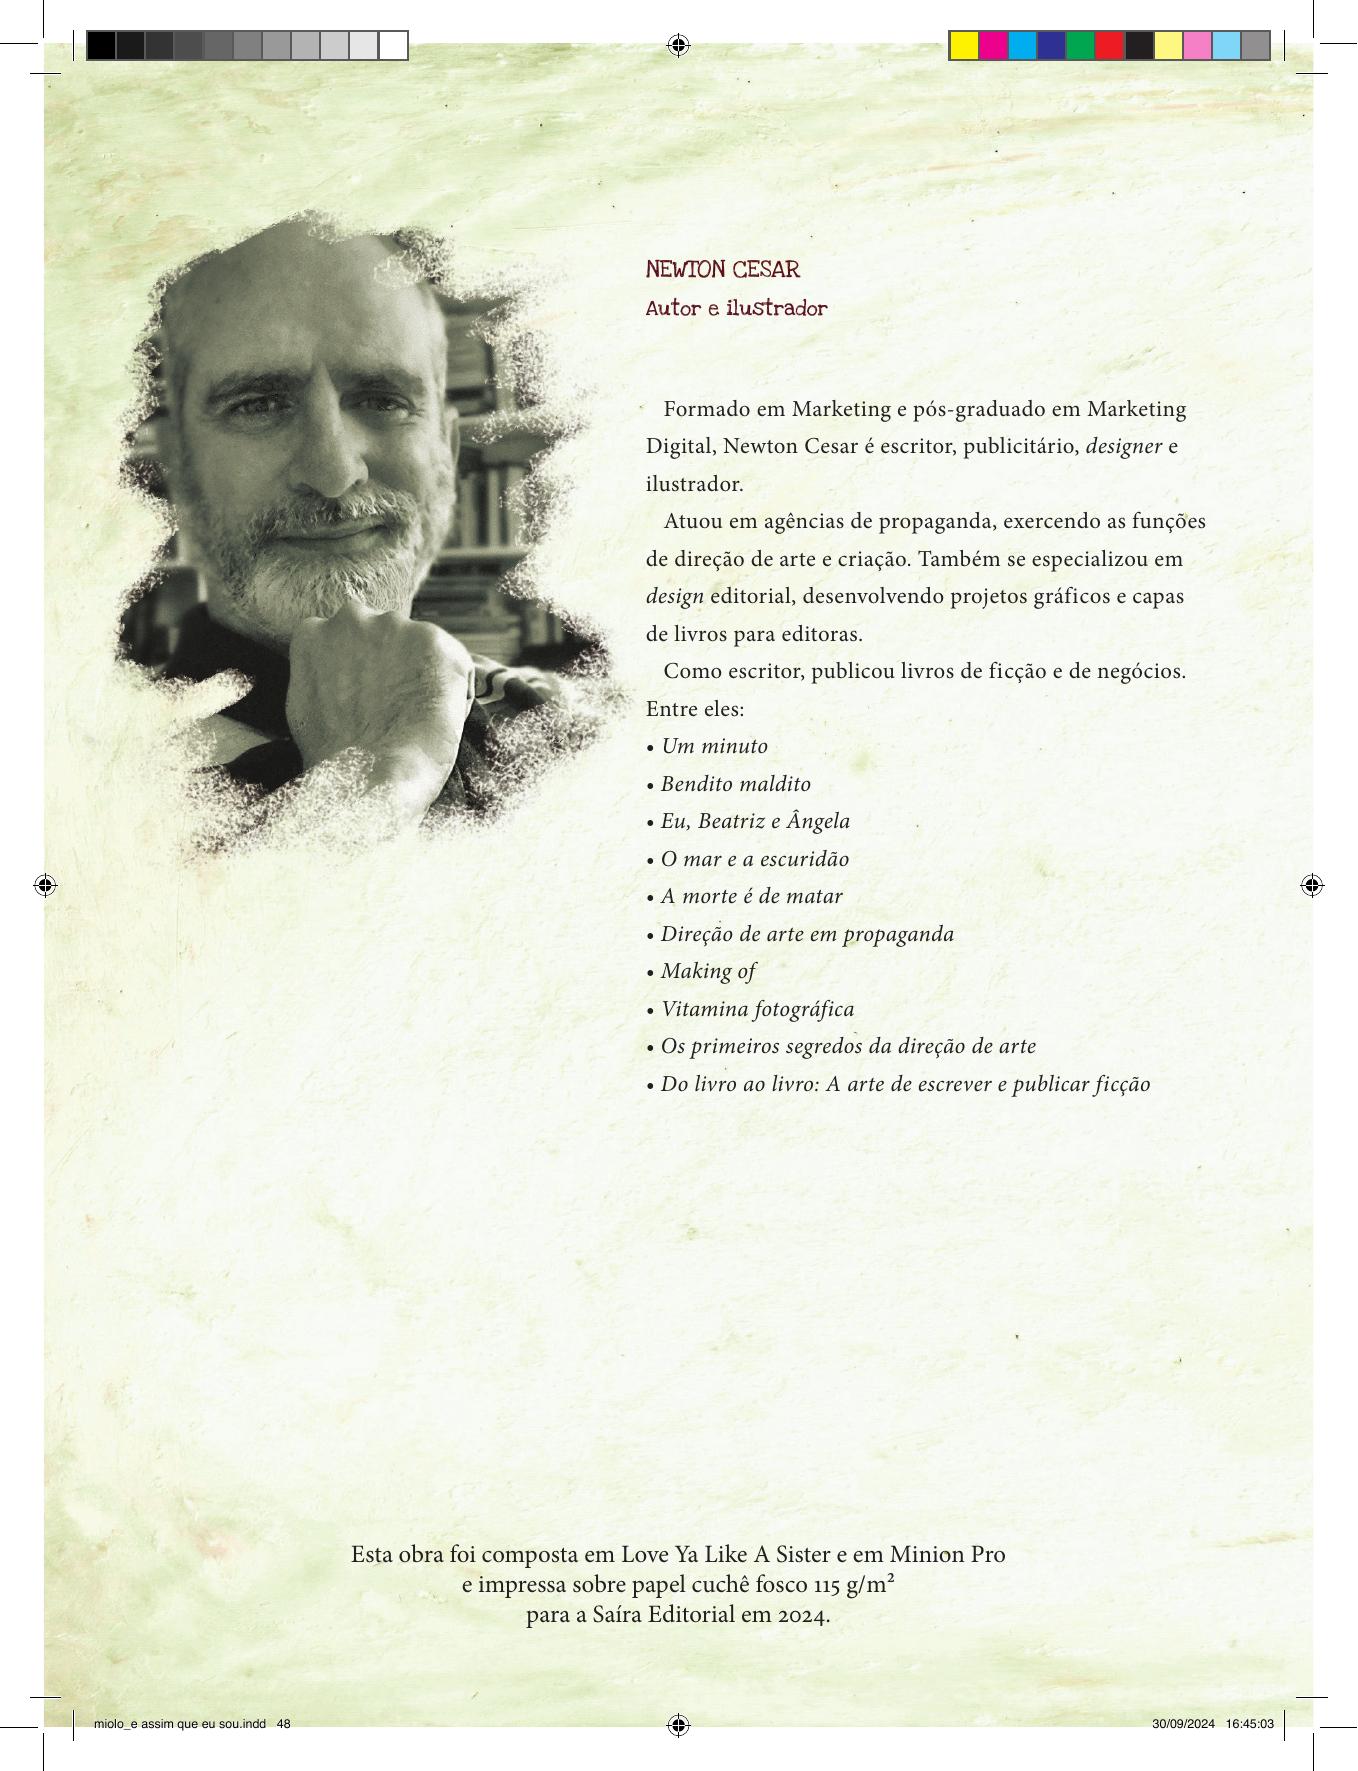 NEWTON CESAR
Autor e ilustrador
Formado em Marketing e pós-graduado em Marketing
Digital, Newton Cesar é escritor, publicitário, designer e
ilustrador.
Atuou em agências de propaganda, exercendo as funções
de direção de arte e criação. Também se especializou em
design editorial, desenvolvendo projetos gráficos e capas
de livros para editoras.
Como escritor, publicou livros de ficção e de negócios.
Entre eles:
• Um minuto
• Bendito maldito
• Eu, Beatriz e Ângela
• O mar e a escuridão
• A morte é de matar
• Direção de arte em propaganda
• Making of
• Vitamina fotográfica
• Os primeiros segredos da direção de arte
• Do livro ao livro: A arte de escrever e publicar ficção
Esta obra foi composta em Love Ya Like A Sister e em Minion Pro
e impressa sobre papel cuchê fosco 115 g/m²
para a Saíra Editorial em 2024.
miolo_e assim que eu sou.indd 48
30/09/2024 16:45:03